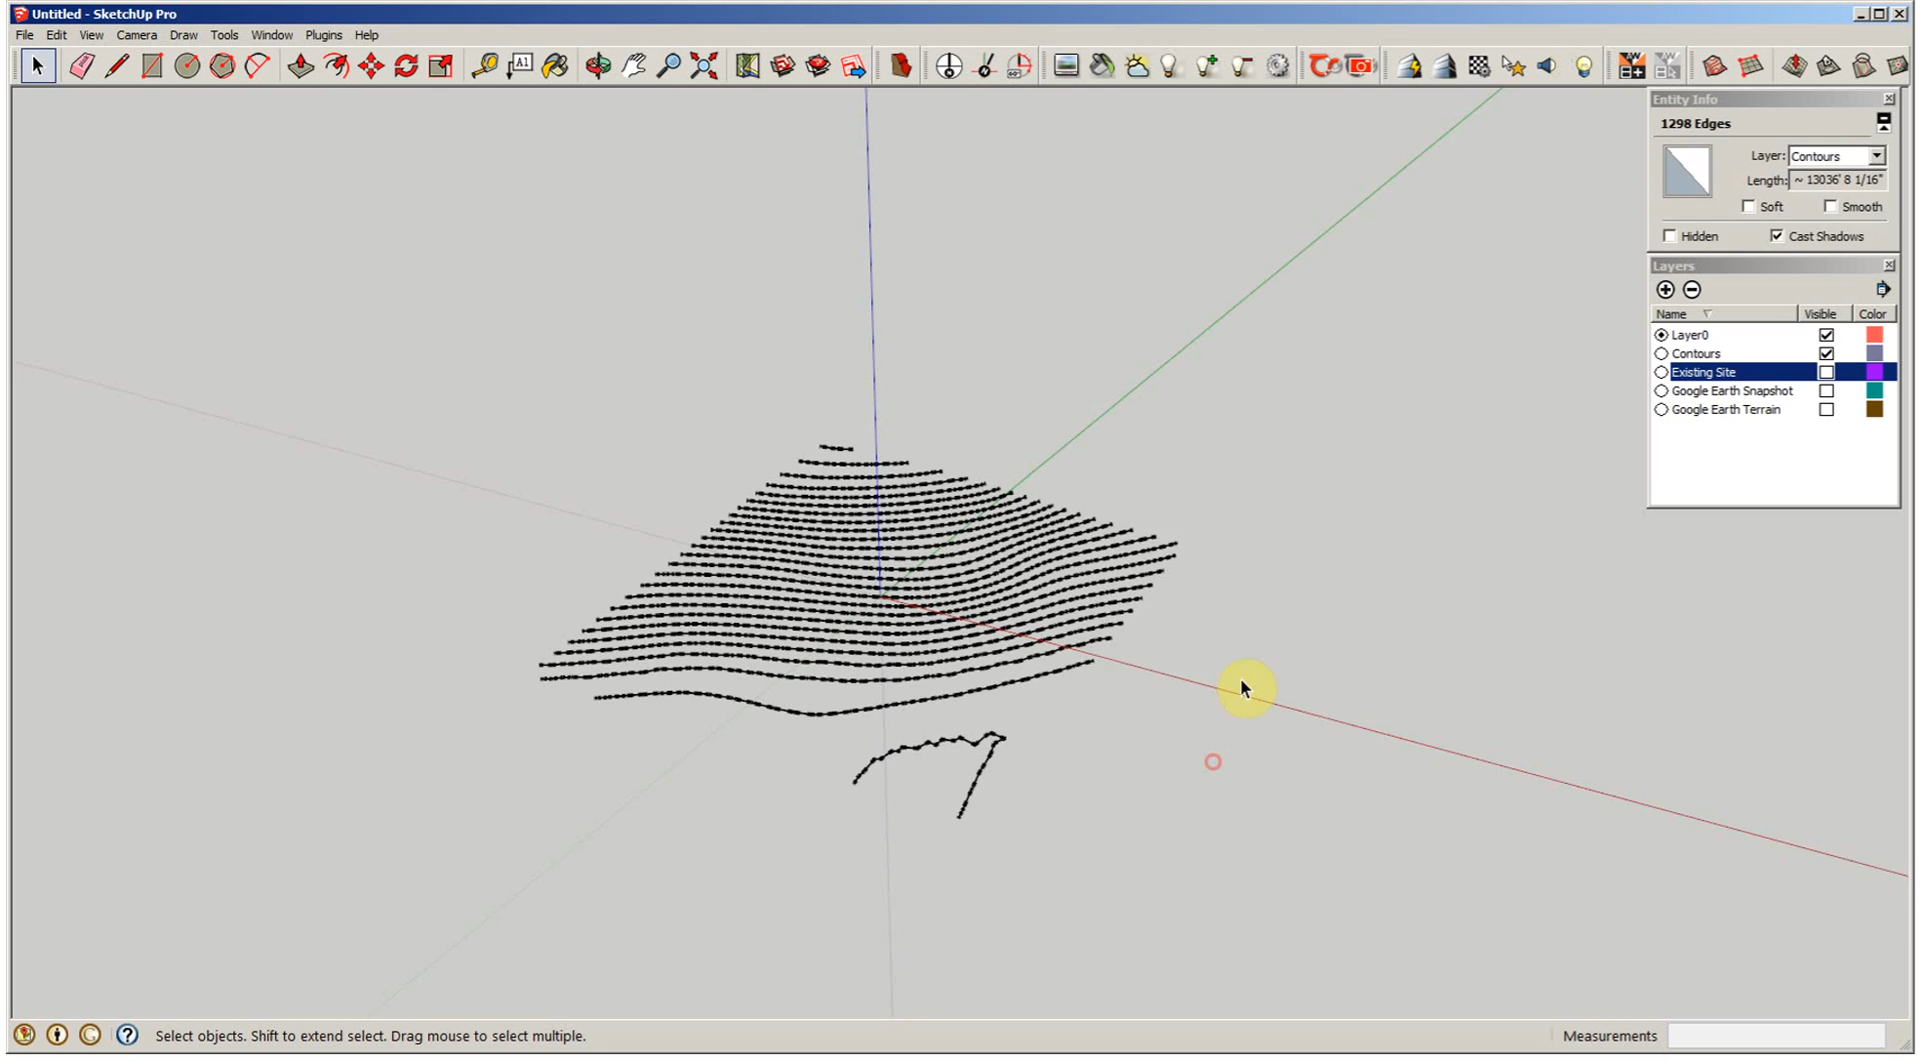 Untitled - SketchUp Pro
File Edit View Camera Draw Tools Window Plugins Help
A1
Entity Info
1298 Edges
Layer: Contours
Length: ~ 13036' 8 1/16"
Soft Smooth
Hidden Cast Shadows
Layers
Name Visible Color
Layer0
Contours
Existing Site
Google Earth Snapshot
Google Earth Terrain
Select objects. Shift to extend select. Drag mouse to select multiple.
Measurements